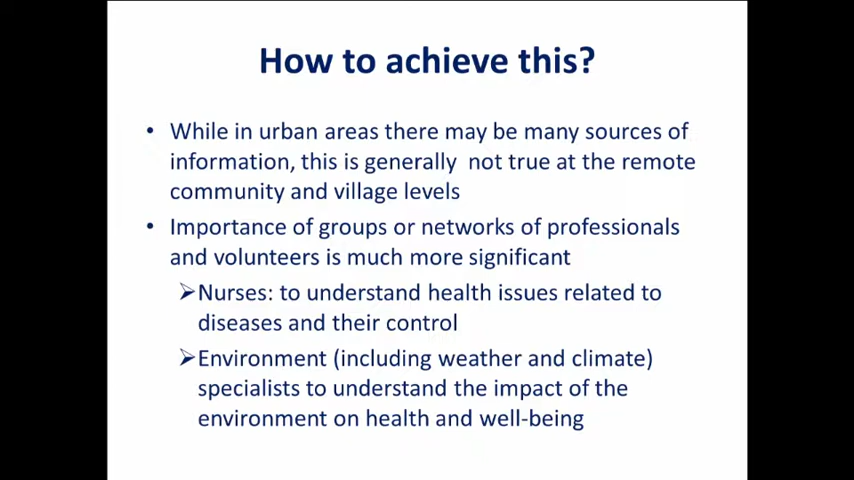 How to achieve this?
• While in urban areas there may be many sources of
information, this is generally not true at the remote
community and village levels
• Importance of groups or networks of professionals
and volunteers is much more significant
➢Nurses: to understand health issues related to
diseases and their control
➢Environment (including weather and climate)
specialists to understand the impact of the
environment on health and well-being